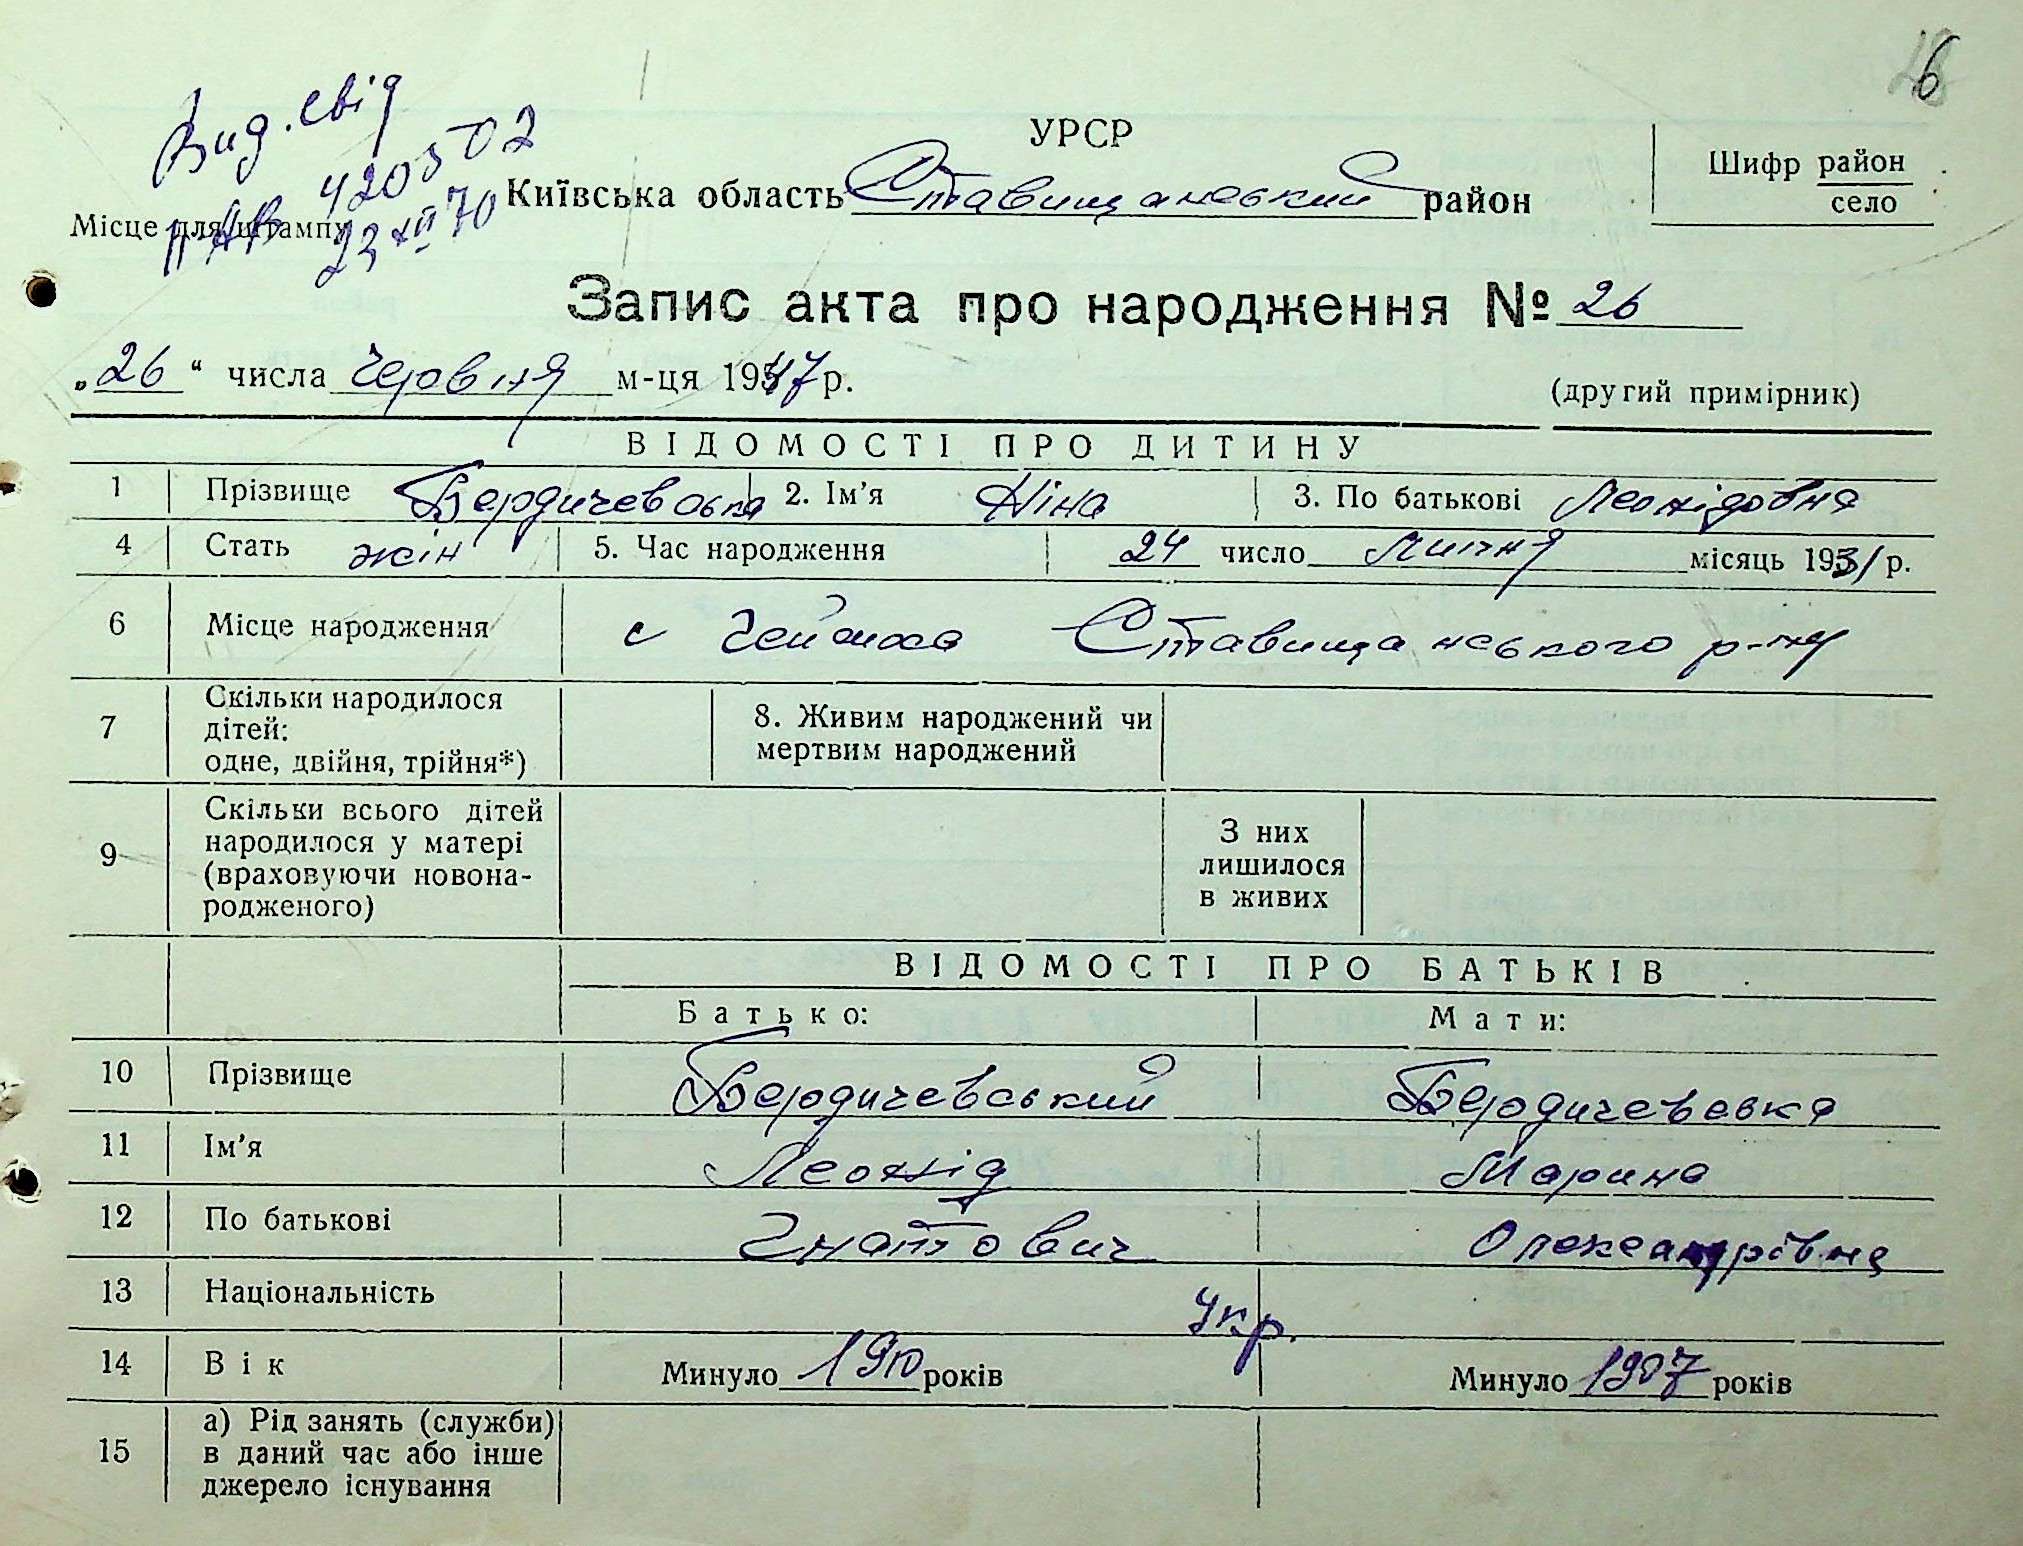 6
Вид. свід
420502
23 XII 70
УРСР
Київська область Ставищанський район
Шифр район
село
Місце для штампу
Запис акта про народження № 26
„26“ числа червня м-ця 1947 р.
(другий примірник)
ВІДОМОСТІ ПРО ДИТИНУ
1 Прізвище Бердичевська 2. Ім'я Ніна 3. По батькові Леонідовна
4 Стать жін 5. Час народження 24 число липня місяць 1931 р.
6 Місце народження с Ставищанського р-ну
7 Скільки народилося
дітей:
одне, двійня, трійня*)
8. Живим народжений чи
мертвим народжений
9 Скільки всього дітей
народилося у матері
(враховуючи новона-
родженого)
З них
лишилося
в живих
ВІДОМОСТІ ПРО БАТЬКІВ
Батько: Мати:
10 Прізвище Бердичевський Бердичевська
11 Ім'я Леонід Марина
12 По батькові Гнатович Олександрівна
13 Національність Укр.
14 Вік Минуло 1910 років Минуло 1907 років
15 а) Рід занять (служби)
в даний час або інше
джерело існування